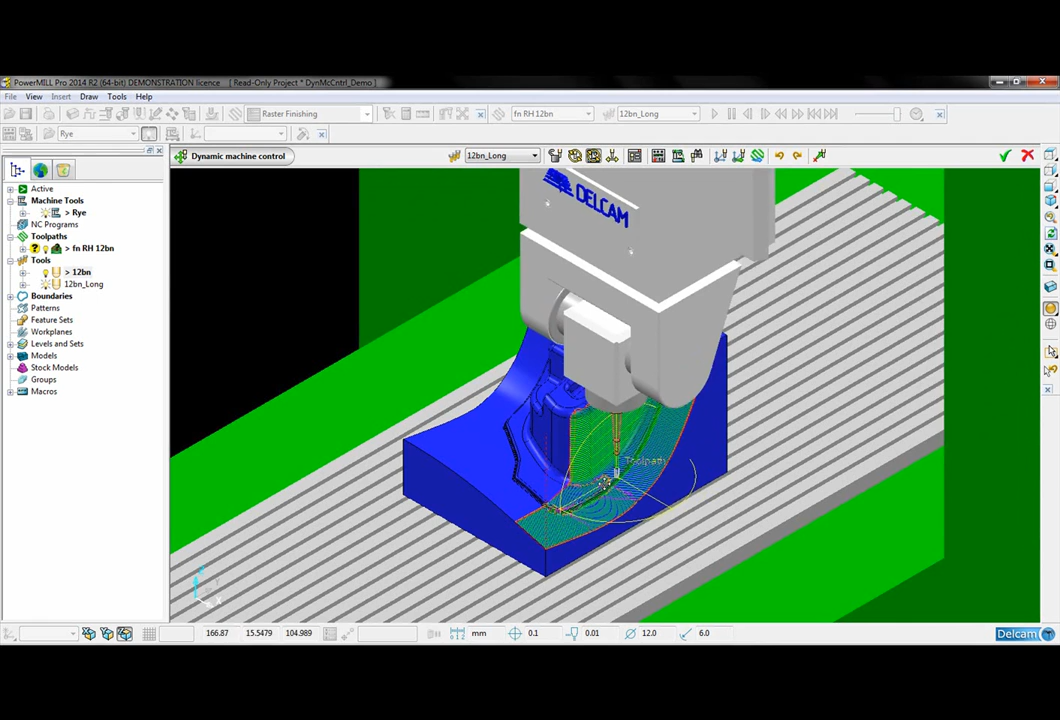 PowerMILL Pro 2014 R2 (64-bit) DEMONSTRATION licence [ Read-Only Project * DynMcCntrl_Demo ]
File View Insert Draw Tools Help
Raster Finishing fn RH 12bn 12bn_Long
Rye
Dynamic machine control 12bn_Long
Active
Machine Tools
> Rye
NC Programs
Toolpaths
> fn RH 12bn
Tools
> 12bn
12bn_Long
Boundaries
Patterns
Feature Sets
Workplanes
Levels and Sets
Models
Stock Models
Groups
Macros
DELCAM
Toolpath
Z
Y
X
166.87 15.5479 104.989 mm 0.1 0.01 12.0 6.0 Delcam